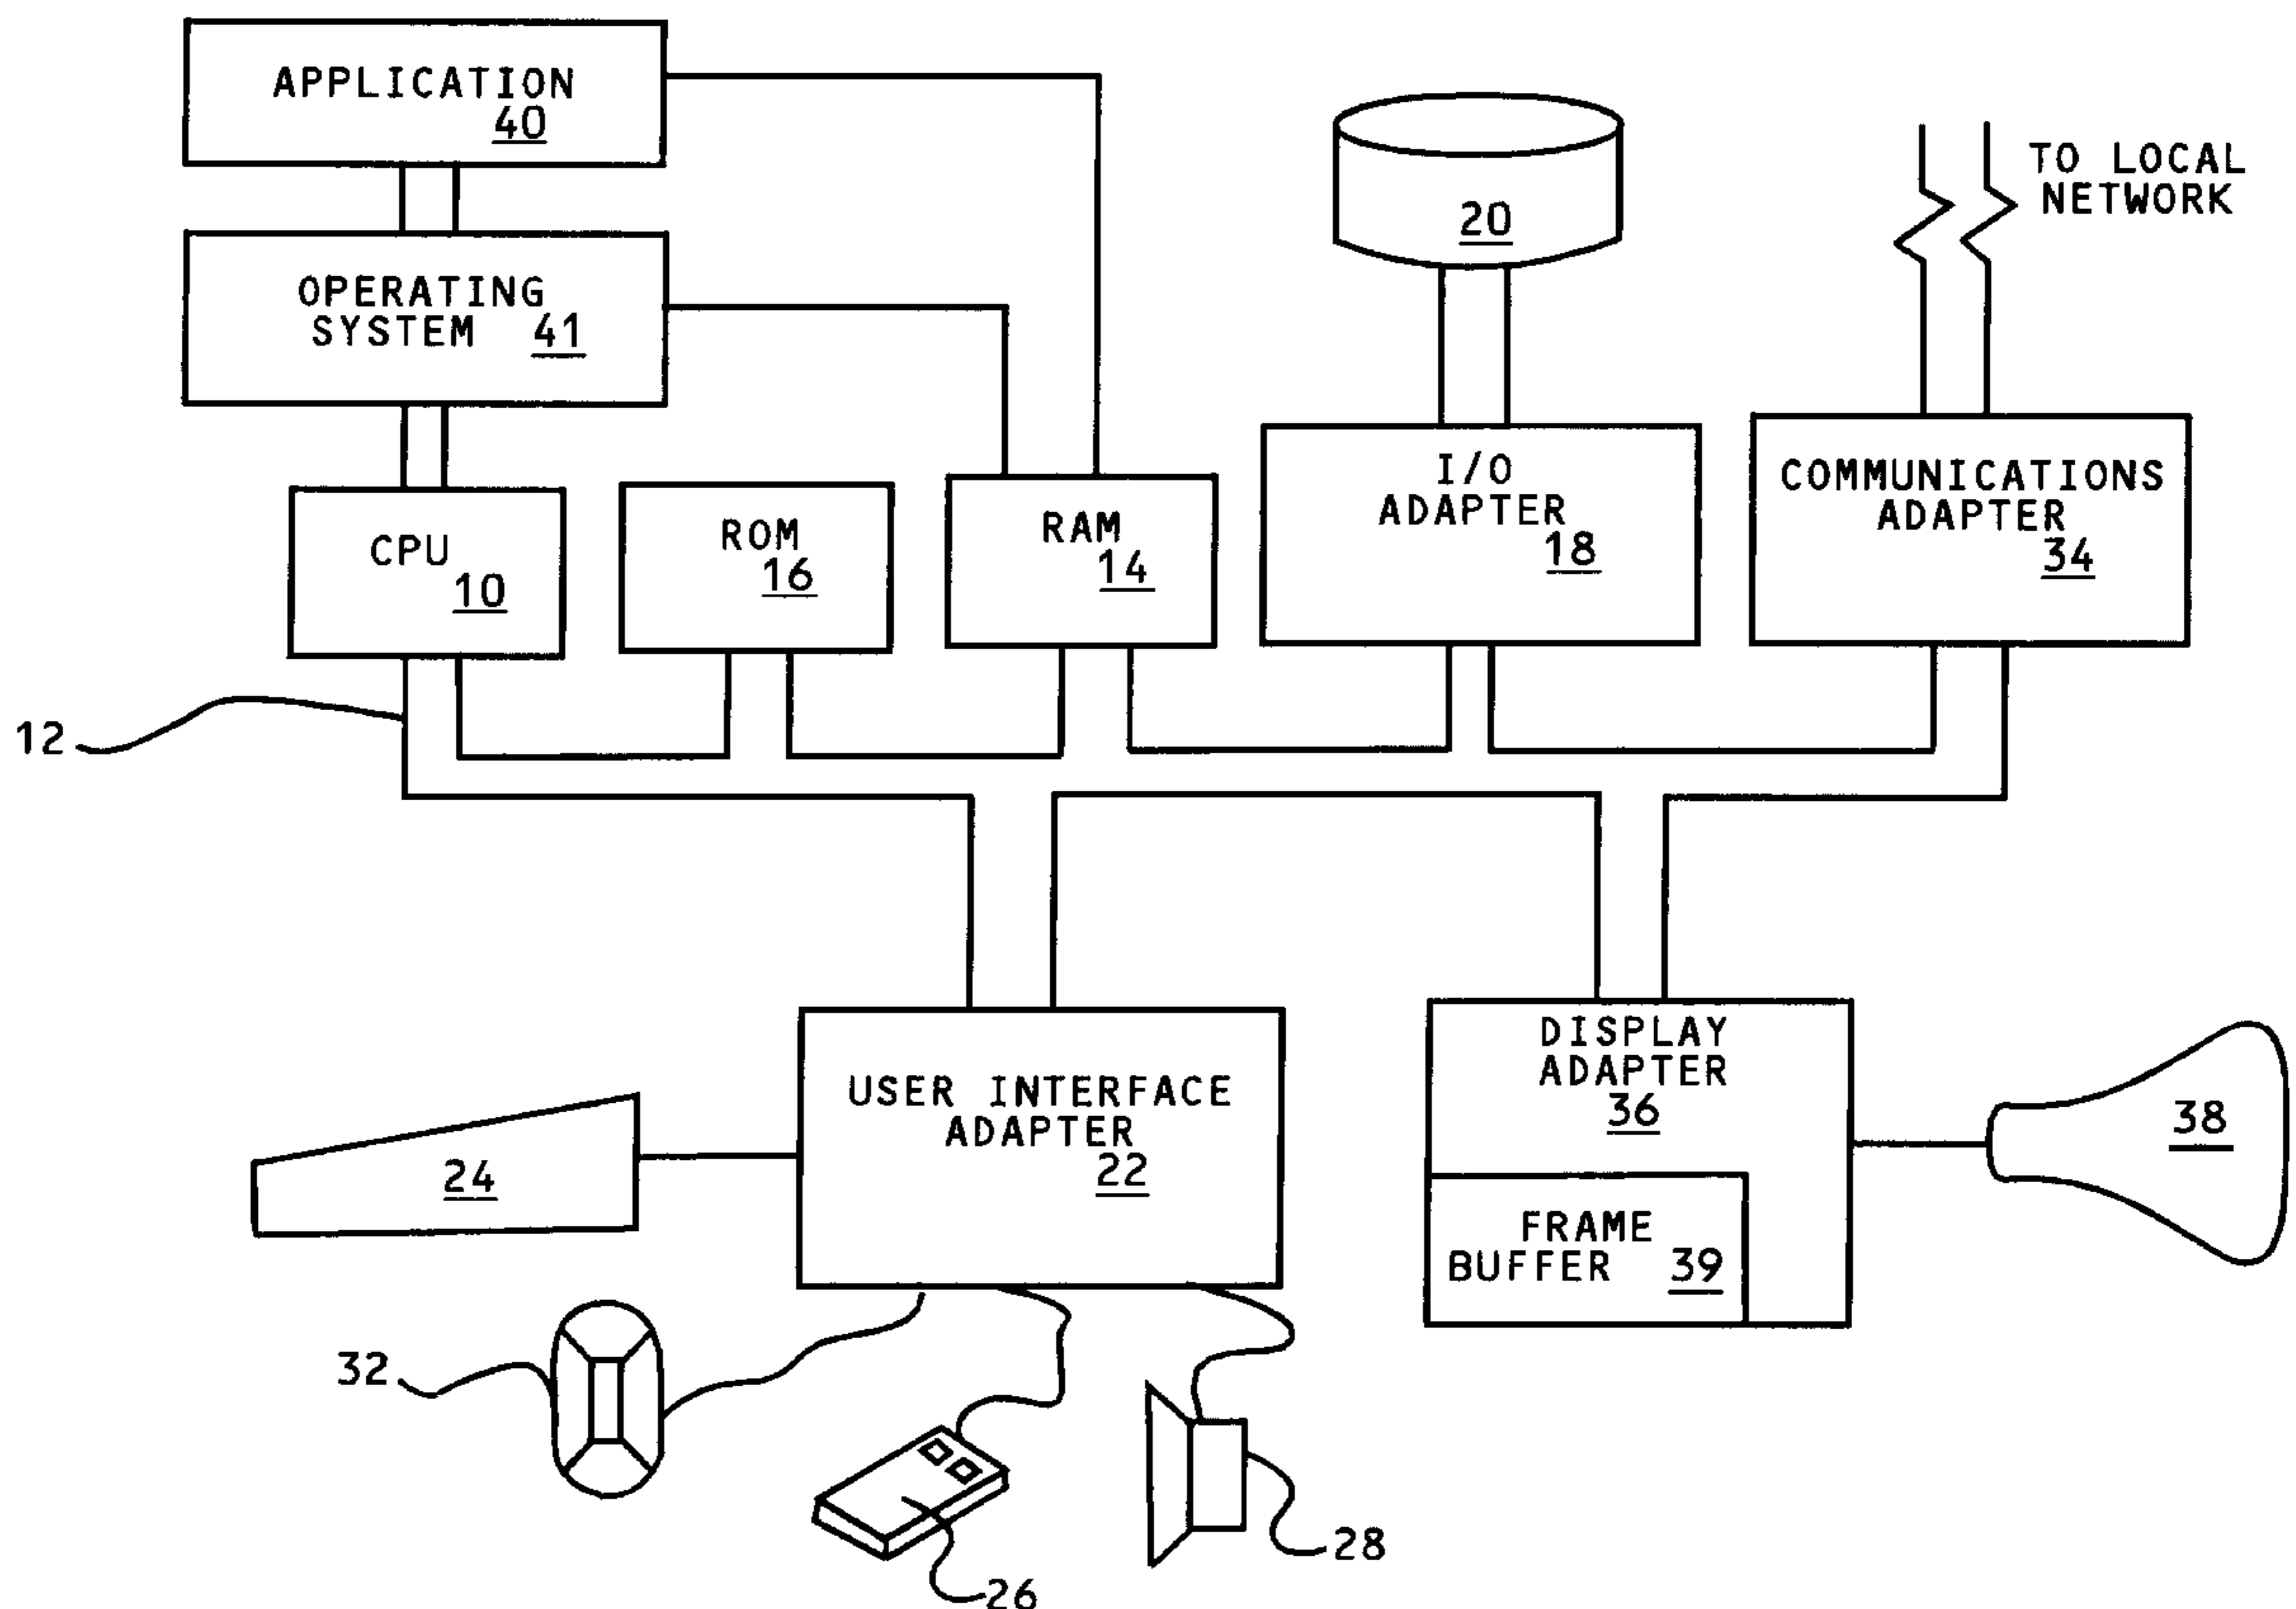 APPLICATION
40
TO LOCAL
NETWORK
20
OPERATING
SYSTEM 41
CPU
10
ROM
16
RAM
14
I/O
ADAPTER
18
COMMUNICATIONS
ADAPTER
34
12
USER INTERFACE
ADAPTER
22
DISPLAY
ADAPTER
36
38
24
FRAME
BUFFER 39
32
26
28